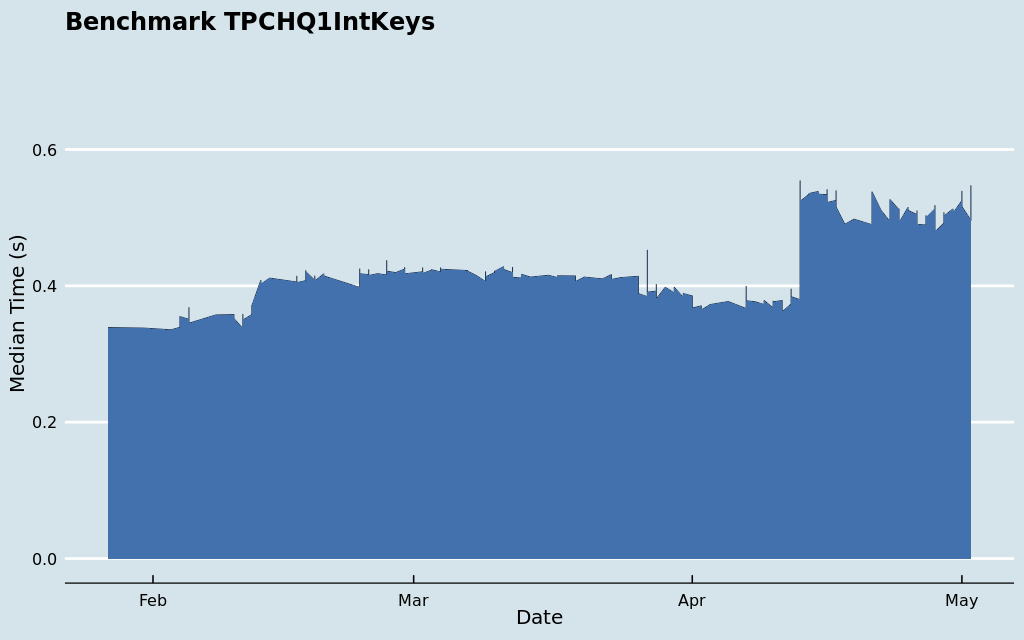 Benchmark TPCHQ1IntKeys
Median Time (s)
0.6
0.4
0.2
0.0
Feb Mar Apr May
Date